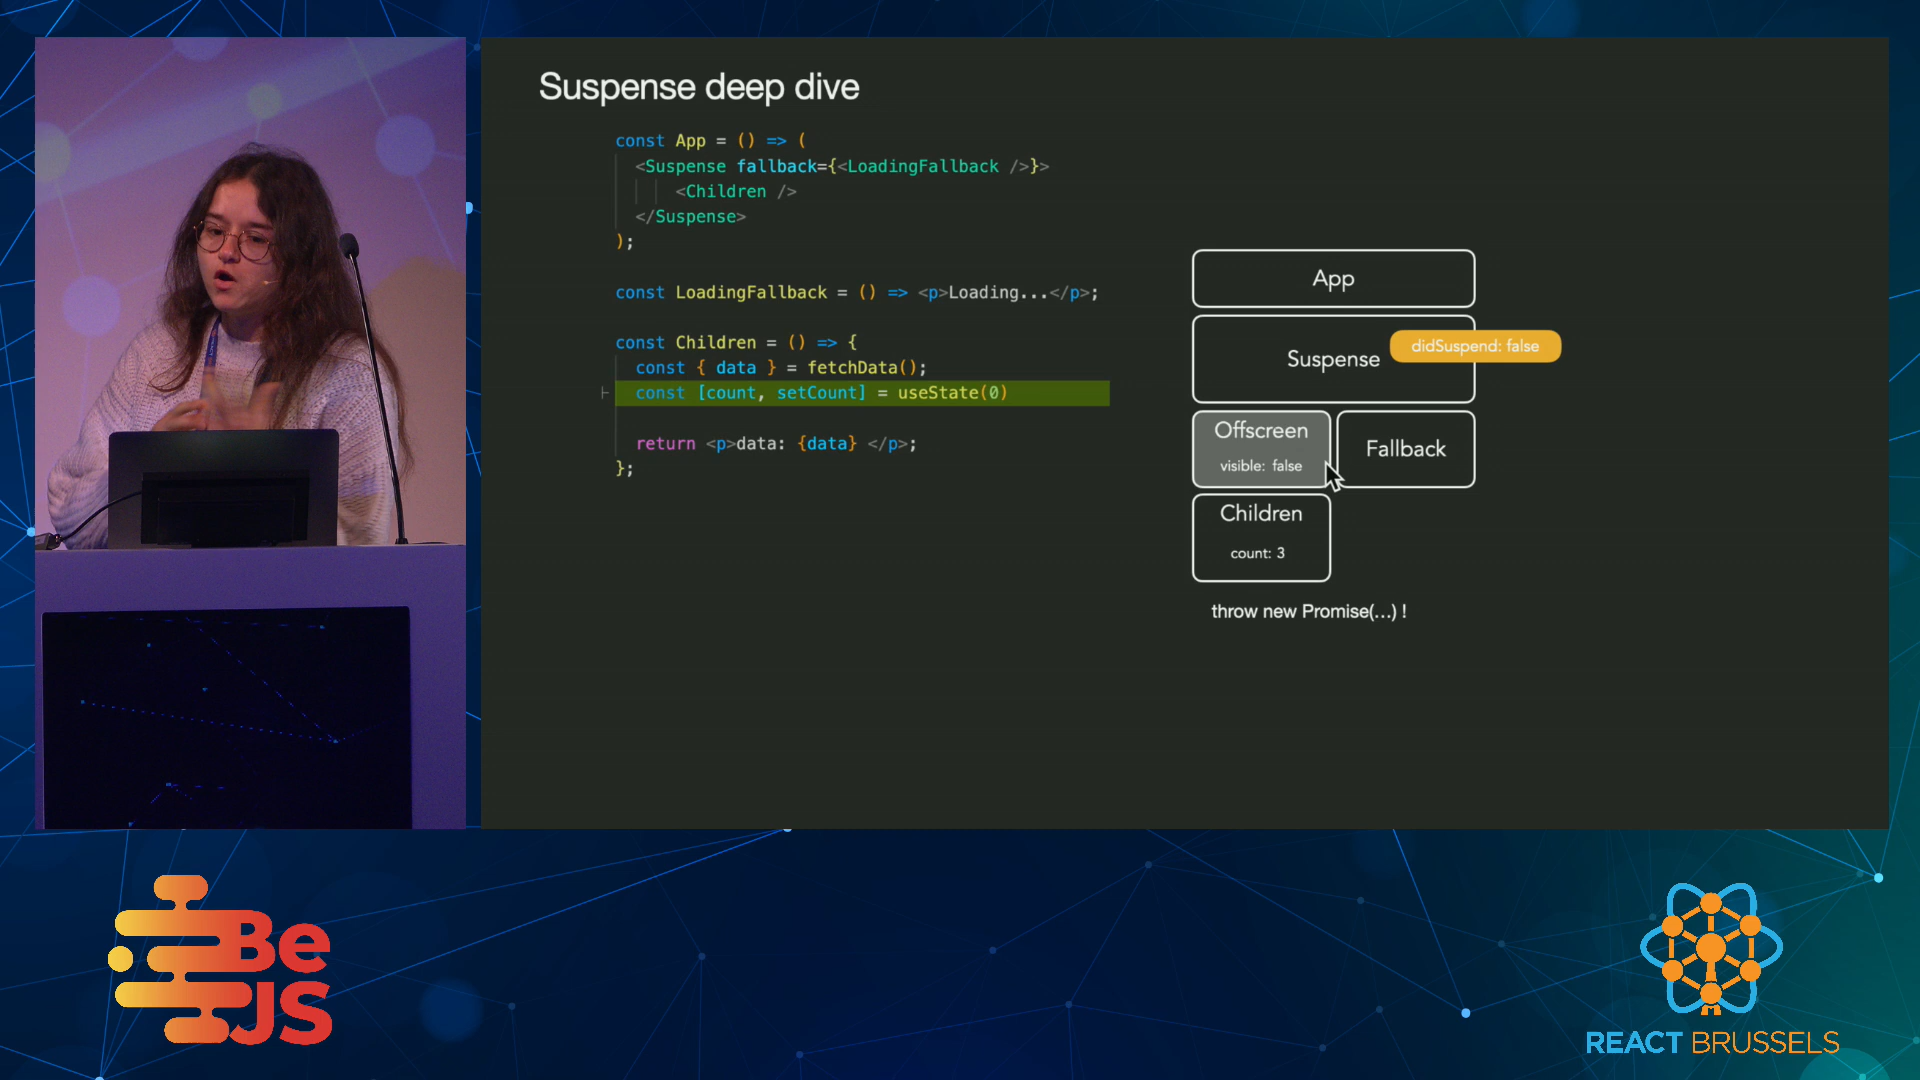 Suspense deep dive
const App = () => (
<Suspense fallback={<LoadingFallback />}>
<Children />
</Suspense>
);
const LoadingFallback = () => <p>Loading...</p>;
const Children = () => {
const { data } = fetchData();
const [count, setCount] = useState(0)
return <p>data: {data} </p>;
};
App
Suspense
didSuspend: false
Offscreen
visible: false
Fallback
Children
count: 3
throw new Promise(...) !
Be
JS
REACT BRUSSELS